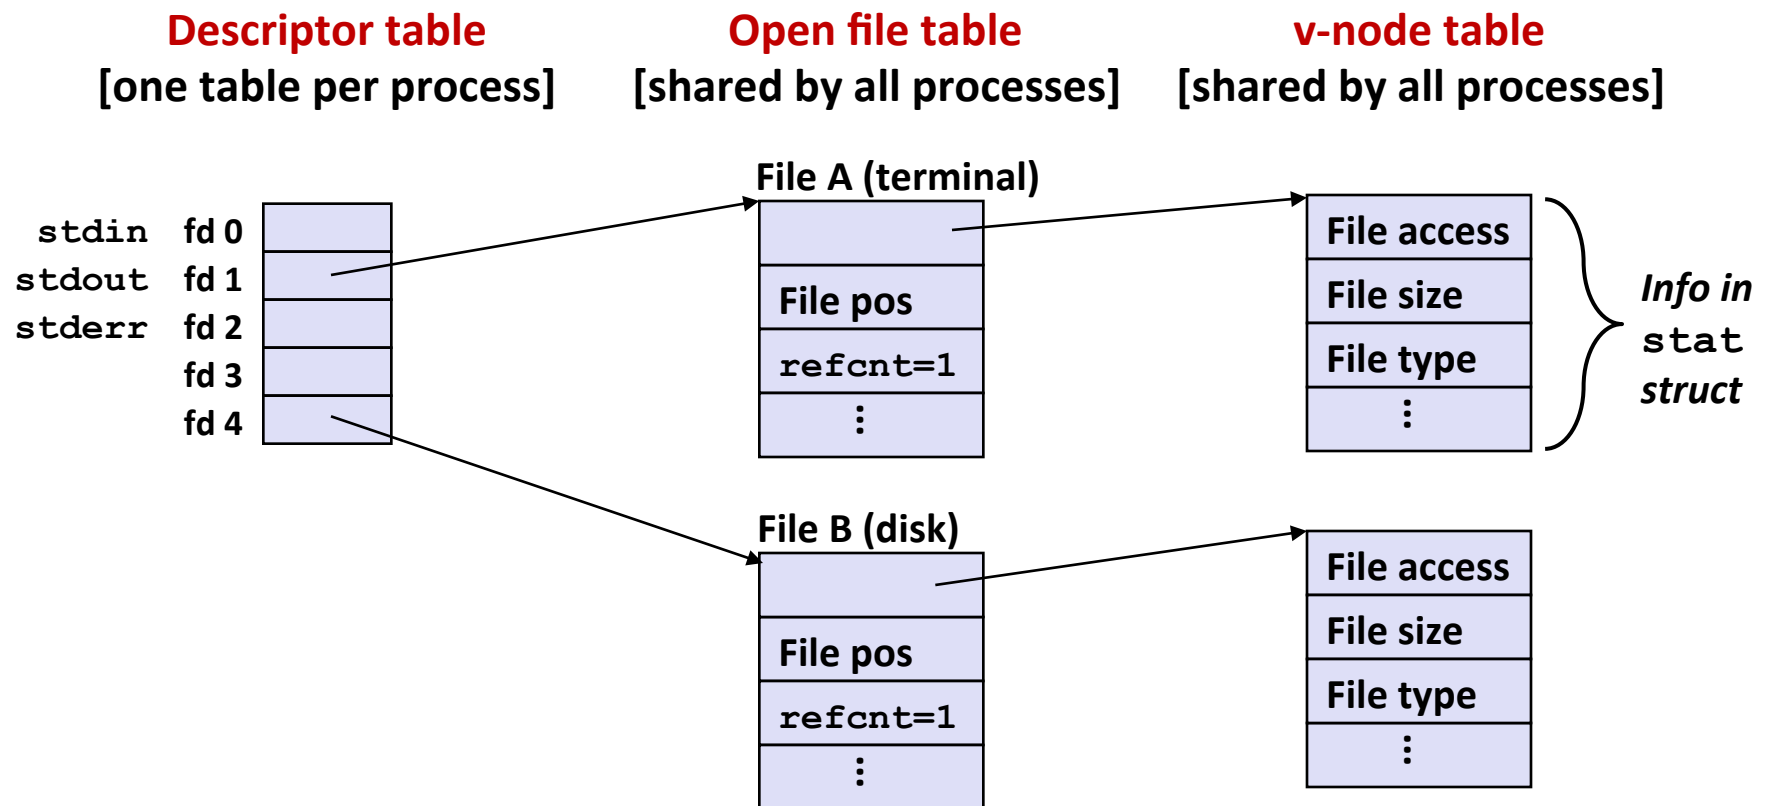 Descriptor table
[one table per process]
Open file table
[shared by all processes]
v-node table
[shared by all processes]
stdin fd 0
stdout fd 1
stderr fd 2
fd 3
fd 4
File A (terminal)
File pos
refcnt=1
⋮
File access
File size
File type
⋮
Info in
stat
struct
File B (disk)
File pos
refcnt=1
⋮
File access
File size
File type
⋮